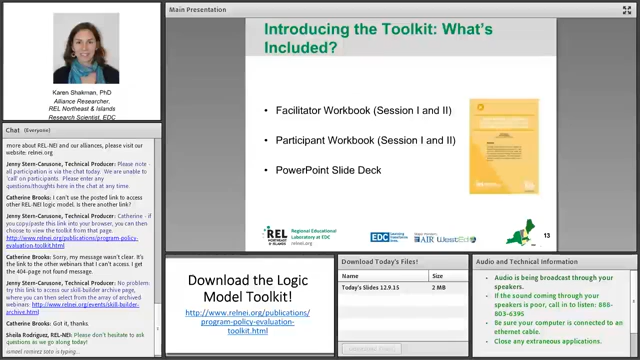 Main Presentation
Karen Shakman, PhD
Alliance Researcher,
REL Northeast & Islands
Research Scientist, EDC
Introducing the Toolkit: What's
Included?
• Facilitator Workbook (Session I and II)
• Participant Workbook (Session I and II)
• PowerPoint Slide Deck
REL
NORTHEAST
& ISLANDS
Regional Educational
Laboratory at EDC
relnei.org
EDC
AIR
WestEd
13
Chat (Everyone)
more about REL-NEI and our alliances, please visit our
website: relnei.org
Jenny Stern-Carusone, Technical Producer: Please note -
all participation is via the chat today. We are unable to
'call' on participants. Please enter any
questions/thoughts here in the chat at any time.
Catherine Brooks: I can't use the posted link to access
other REL-NEI logic model. Is there another link?
Jenny Stern-Carusone, Technical Producer: Catherine - if
you copy/paste this link into your browser, you can then
choose to view the toolkit from that page.
http://www.relnei.org/publications/program-policy-
evaluation-toolkit.html
Catherine Brooks: Sorry, my message wasn't clear. It's
the link to the other webinars that I can't access. I get
the 404-page not found message.
Jenny Stern-Carusone, Technical Producer: No problem;
try this link to access our skill-builder archive page,
where you can then select from the array of archived
webinars: http://www.relnei.org/events/skill-builder-
archive.html
Catherine Brooks: Got it, thanks.
Sheila Rodriguez, REL-NEI: Please don't hesitate to ask
questions as we go along today!
ismael ramirez soto is typing...
Download the Logic
Model Toolkit!
http://www.relnei.org/publications/
program-policy-evaluation-
toolkit.html
Download Today's Files!
Name
Size
Today's Slides 12.9.15
2 MB
Audio and Technical Information
• Audio is being broadcast through your
speakers.
• If the sound coming through your
speakers is poor, call in to listen: 888-
803-6395
• Be sure your computer is connected to an
ethernet cable.
• Close any extraneous applications.